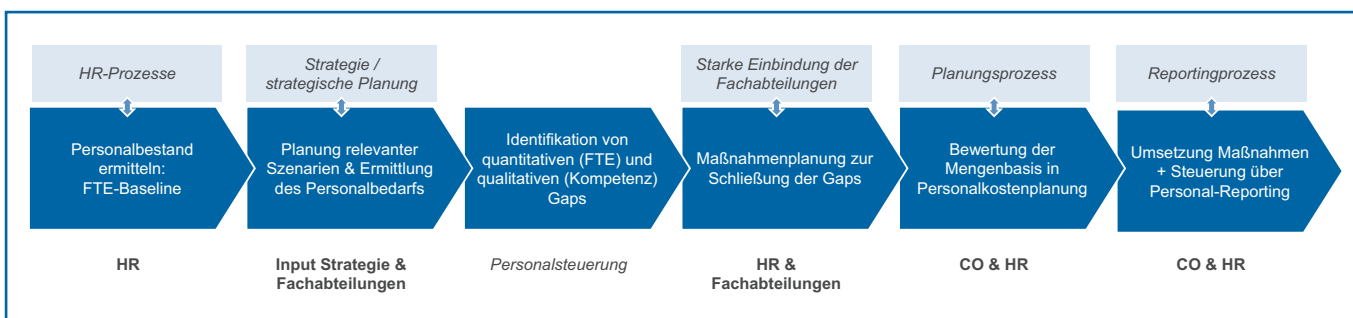 HR-Prozesse
Strategie /
strategische Planung
Starke Einbindung der
Fachabteilungen
Planungsprozess
Reportingprozess
Personalbestand
ermitteln:
FTE-Baseline
Planung relevanter
Szenarien & Ermittlung
des Personalbedarfs
Identifikation von
quantitativen (FTE) und
qualitativen (Kompetenz)
Gaps
Maßnahmenplanung zur
Schließung der Gaps
Bewertung der
Mengenbasis in
Personalkostenplanung
Umsetzung Maßnahmen
+ Steuerung über
Personal-Reporting
HR
Input Strategie &
Fachabteilungen
Personalsteuerung
HR &
Fachabteilungen
CO & HR
CO & HR